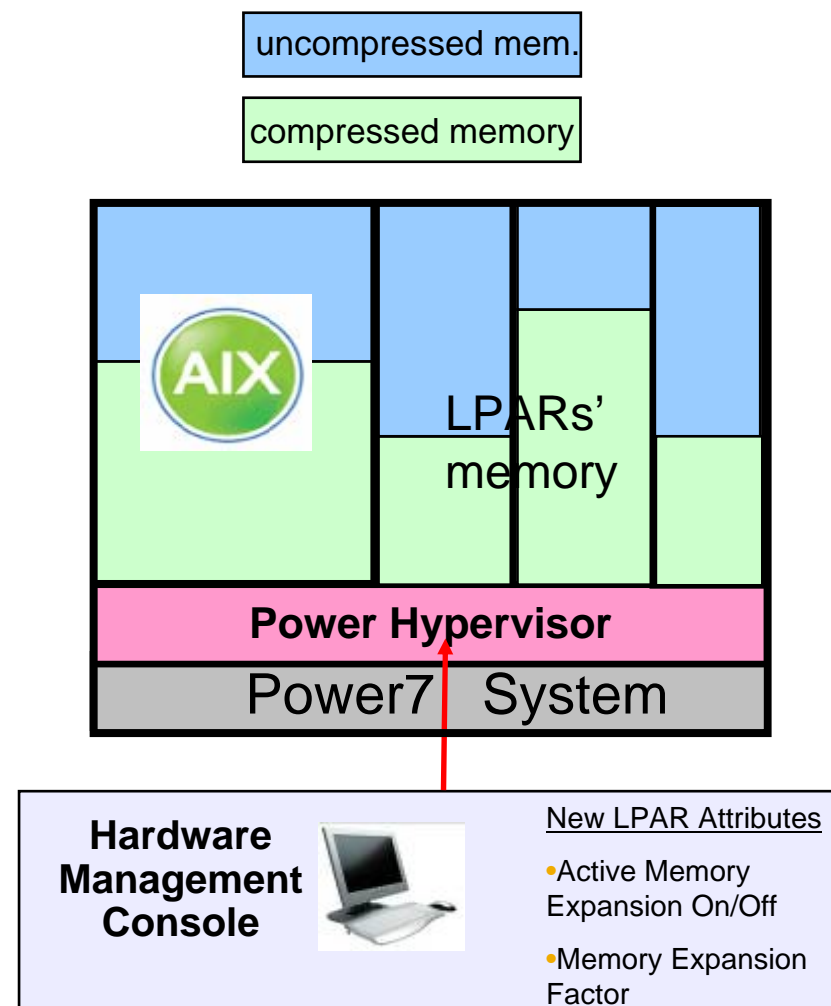 uncompressed mem.
compressed memory
AIX
LPARs’
memory
Power Hypervisor
Power7 System
Hardware
Management
Console
New LPAR Attributes
•Active Memory
Expansion On/Off
•Memory Expansion
Factor